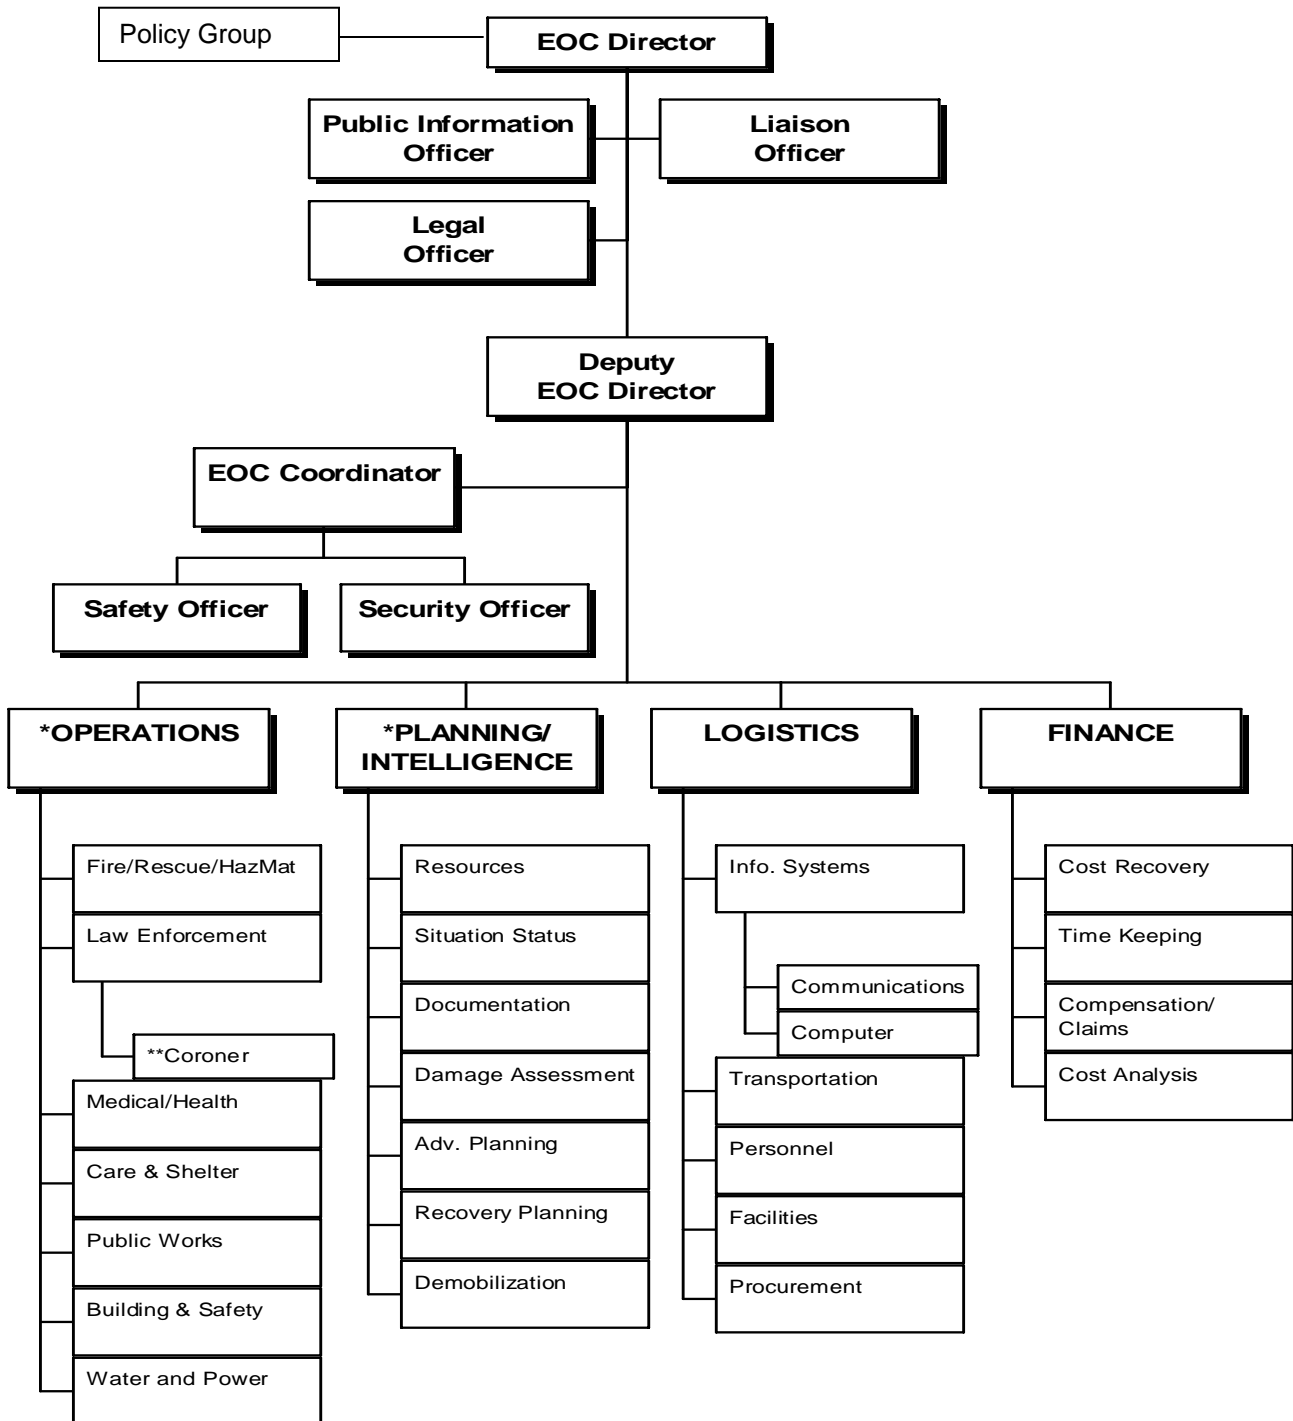 Policy Group
EOC Director
Public Information
Officer
Liaison
Officer
Legal
Officer
Deputy
EOC Director
EOC Coordinator
Safety Officer
Security Officer
*OPERATIONS
Fire/Rescue/HazMat
Law Enforcement
**Coroner
Medical/Health
Care & Shelter
Public Works
Building & Safety
Water and Power
*PLANNING/
INTELLIGENCE
Resources
Situation Status
Documentation
Damage Assessment
Adv. Planning
Recovery Planning
Demobilization
LOGISTICS
Info. Systems
Communications
Computer
Transportation
Personnel
Facilities
Procurement
FINANCE
Cost Recovery
Time Keeping
Compensation/
Claims
Cost Analysis